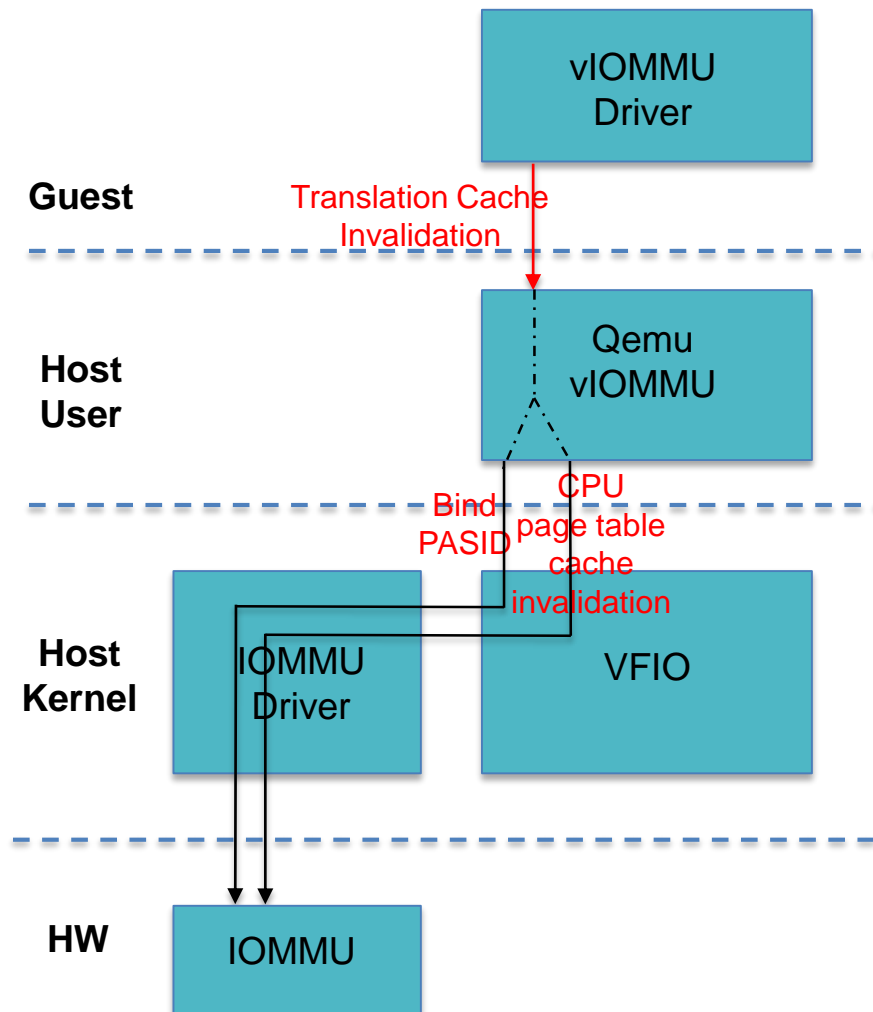 vIOMMU
Driver
Guest
Translation Cache
Invalidation
Host
User
Qemu
vIOMMU
Bind
PASID
CPU
page table
cache
invalidation
Host
Kernel
IOMMU
Driver
VFIO
HW
IOMMU